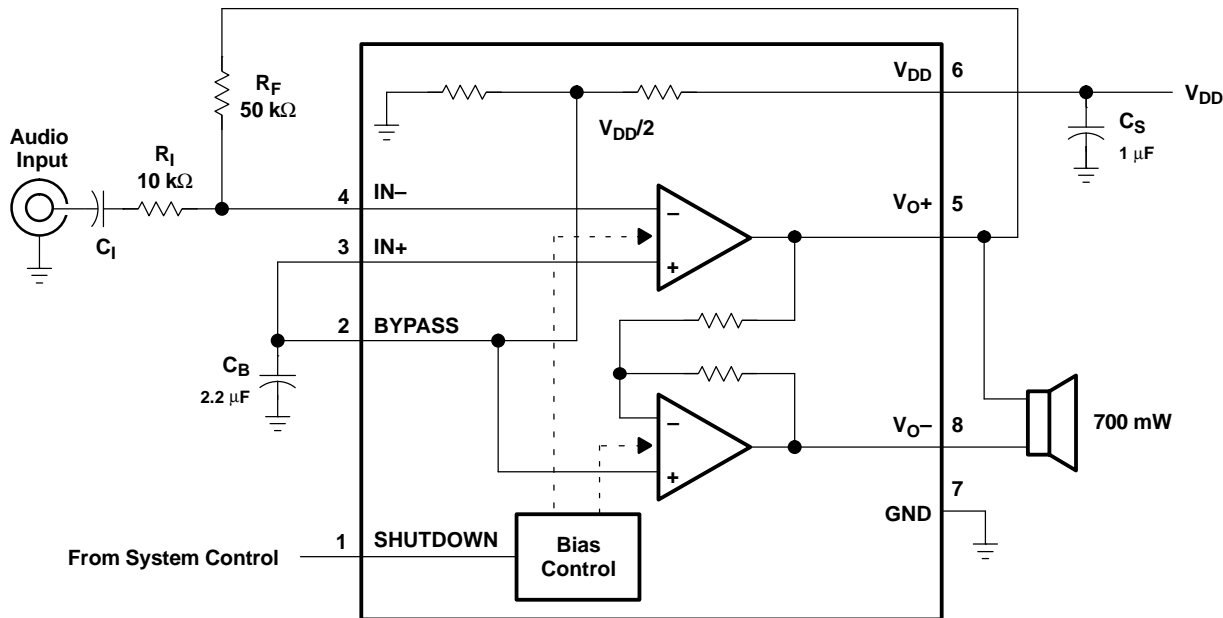 R_F
50 kΩ
Audio
Input
R_I
10 kΩ
C_I
V_DD/2
V_DD
6
V_DD
C_S
1 μF
4
IN–
V_O+
5
3
IN+
–
+
2
BYPASS
C_B
2.2 μF
–
+
V_O–
8
700 mW
7
GND
From System Control
1
SHUTDOWN
Bias
Control